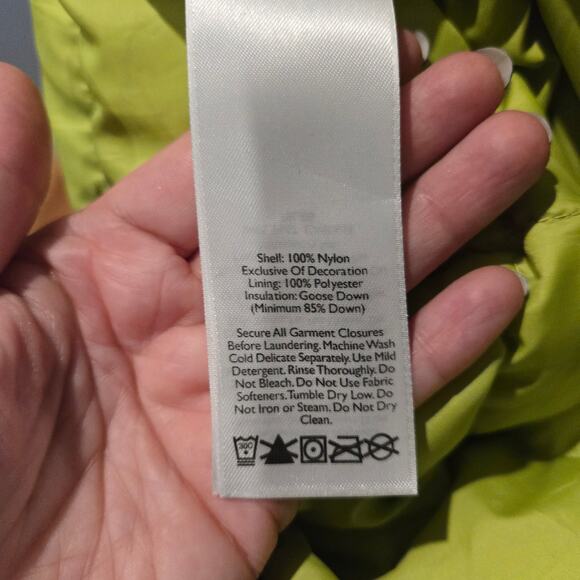 Shell: 100% Nylon
Exclusive Of Decoration
Lining: 100% Polyester
Insulation: Goose Down
(Minimum 85% Down)
Secure All Garment Closures
Before Laundering. Machine Wash
Cold Delicate Separately. Use Mild
Detergent. Rinse Thoroughly. Do
Not Bleach. Do Not Use Fabric
Softeners. Tumble Dry Low. Do
Not Iron or Steam. Do Not Dry
Clean.
30C